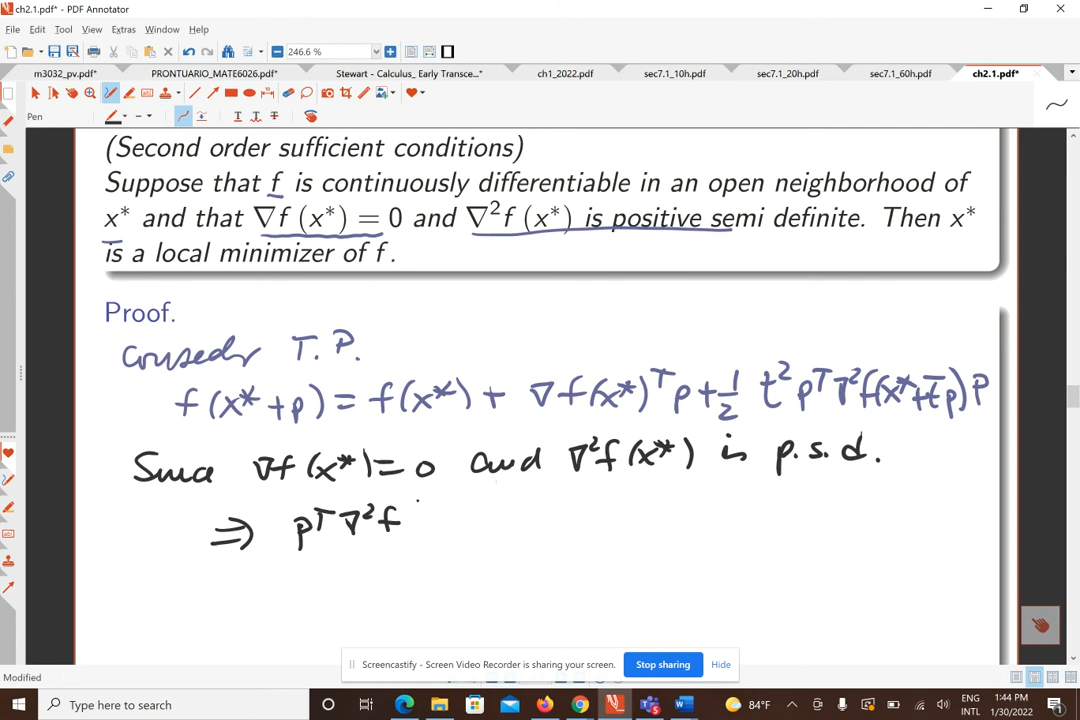 ch2.1.pdf* - PDF Annotator
File Edit Tool View Extras Window Help
246.6 %
m3032_pv.pdf* PRONTUARIO_MATE6026.pdf* Stewart - Calculus_ Early Transce..." ch1_2022.pdf sec7.1_10h.pdf sec7.1_20h.pdf sec7.1_60h.pdf ch2.1.pdf*
Pen
(Second order sufficient conditions)
Suppose that f is continuously differentiable in an open neighborhood of
x* and that ∇f (x*) = 0 and ∇²f (x*) is positive semi definite. Then x*
is a local minimizer of f.
Proof.
Consedr T. P.
f(x* + p) = f(x*) + ∇f(x*)ᵀp + 1/2 t² pᵀ∇²f(x*+t̄p)p
Since ∇f(x*) = 0 and ∇²f(x*) is p.s.d.
⇒ pᵀ∇²f
Screencastify - Screen Video Recorder is sharing your screen. Stop sharing Hide
Modified
Type here to search
84°F
ENG
INTL
1:44 PM
1/30/2022